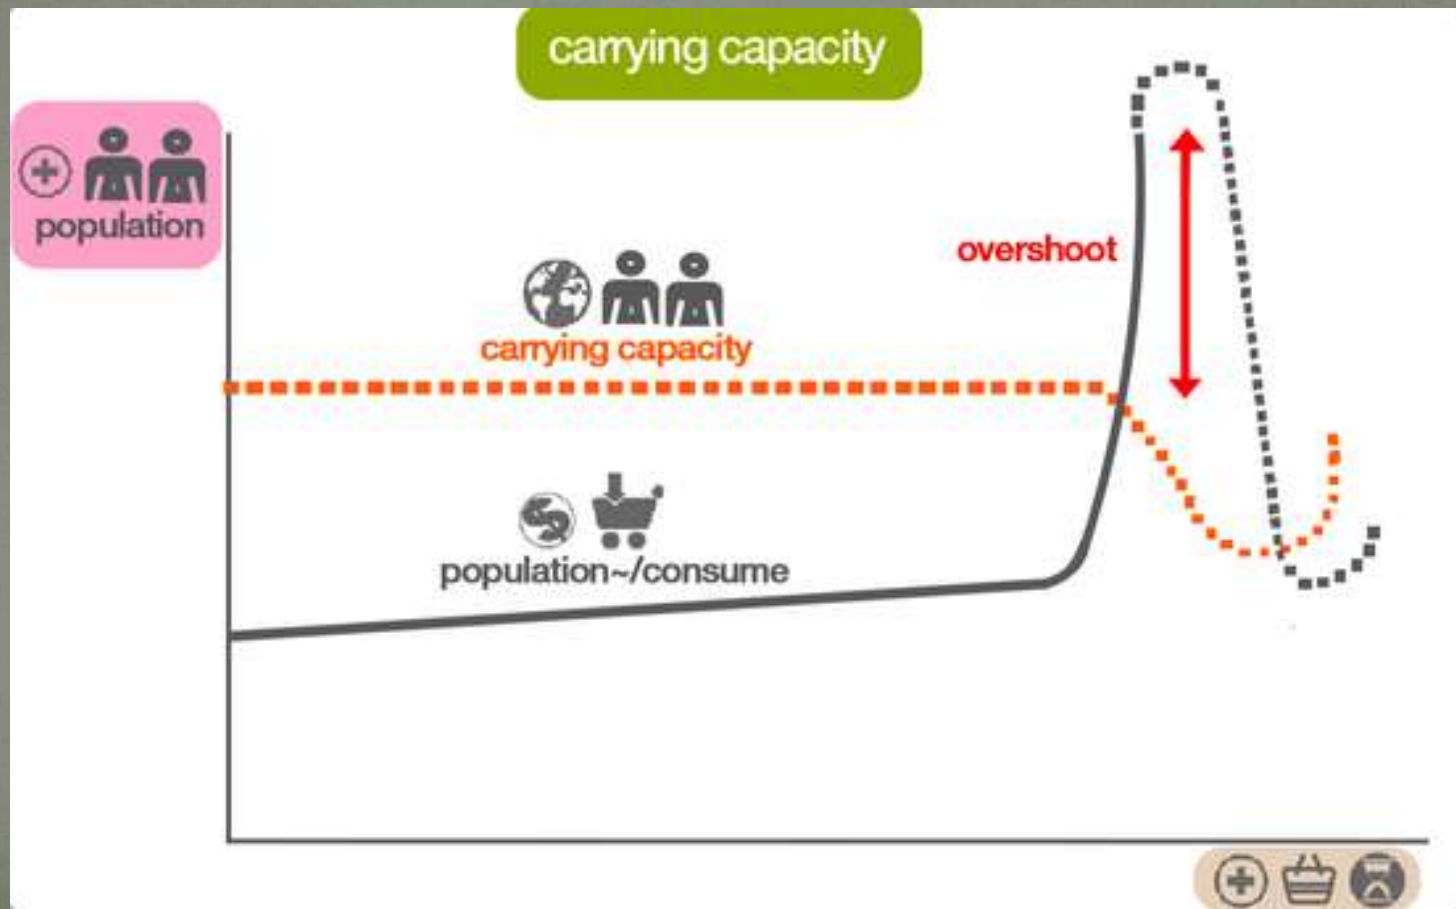 carrying capacity
population
overshoot
carrying capacity
population~/consume